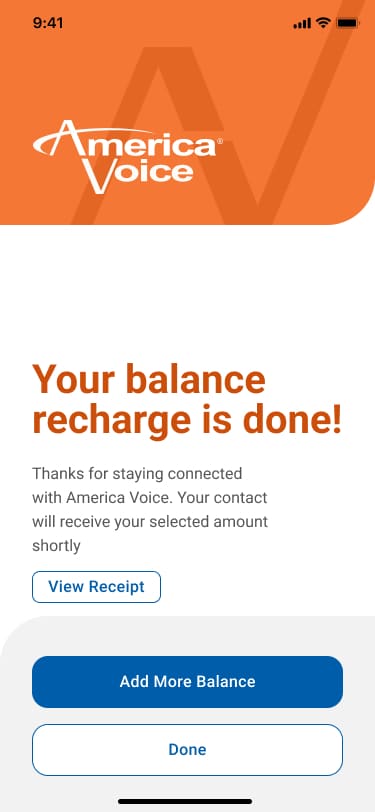 9:41
America®
Voice
Your balance
recharge is done!
Thanks for staying connected
with America Voice. Your contact
will receive your selected amount
shortly
View Receipt
Add More Balance
Done